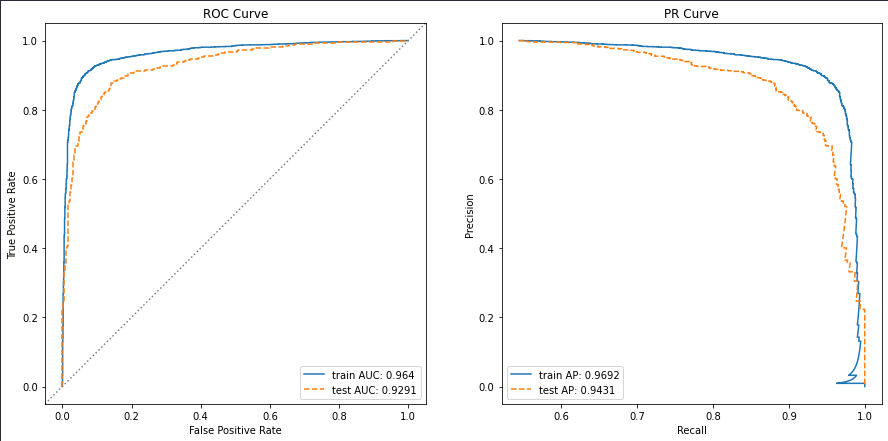 ROC Curve
True Positive Rate
1.0
0.8
0.6
0.4
0.2
0.0
0.0 0.2 0.4 0.6 0.8 1.0
False Positive Rate
train AUC: 0.964
test AUC: 0.9291
PR Curve
Precision
1.0
0.8
0.6
0.4
0.2
0.0
0.6 0.7 0.8 0.9 1.0
Recall
train AP: 0.9692
test AP: 0.9431